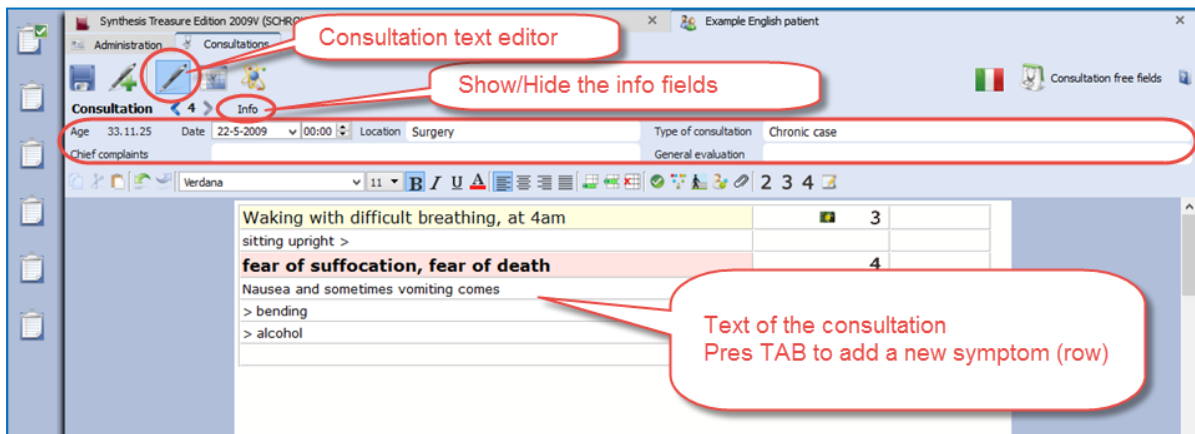 Synthesis Treasure Edition 2009V (SCHRO
Example English patient
Administration
Consultations
Consultation text editor
Show/Hide the info fields
Consultation free fields
Consultation 4 Info
Age 33.11.25 Date 22-5-2009 00:00 Location Surgery Type of consultation Chronic case
Chief complaints General evaluation
Verdana 11 B I U A 2 3 4
Waking with difficult breathing, at 4am 3
sitting upright >
fear of suffocation, fear of death 4
Nausea and sometimes vomiting comes
> bending
> alcohol
Text of the consultation
Pres TAB to add a new symptom (row)